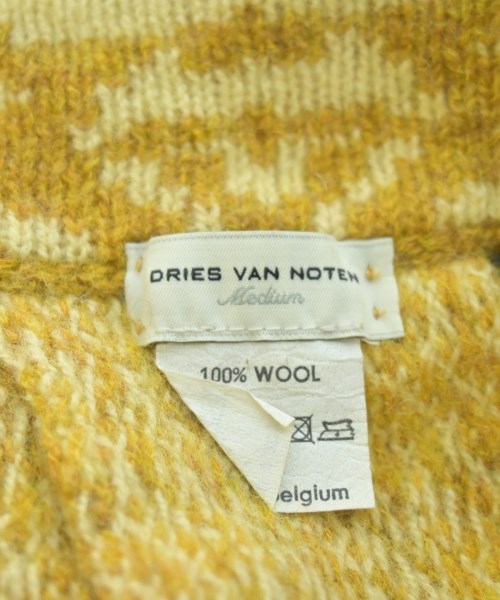 DRIES VAN NOTEN
Medium
100% WOOL
elgium